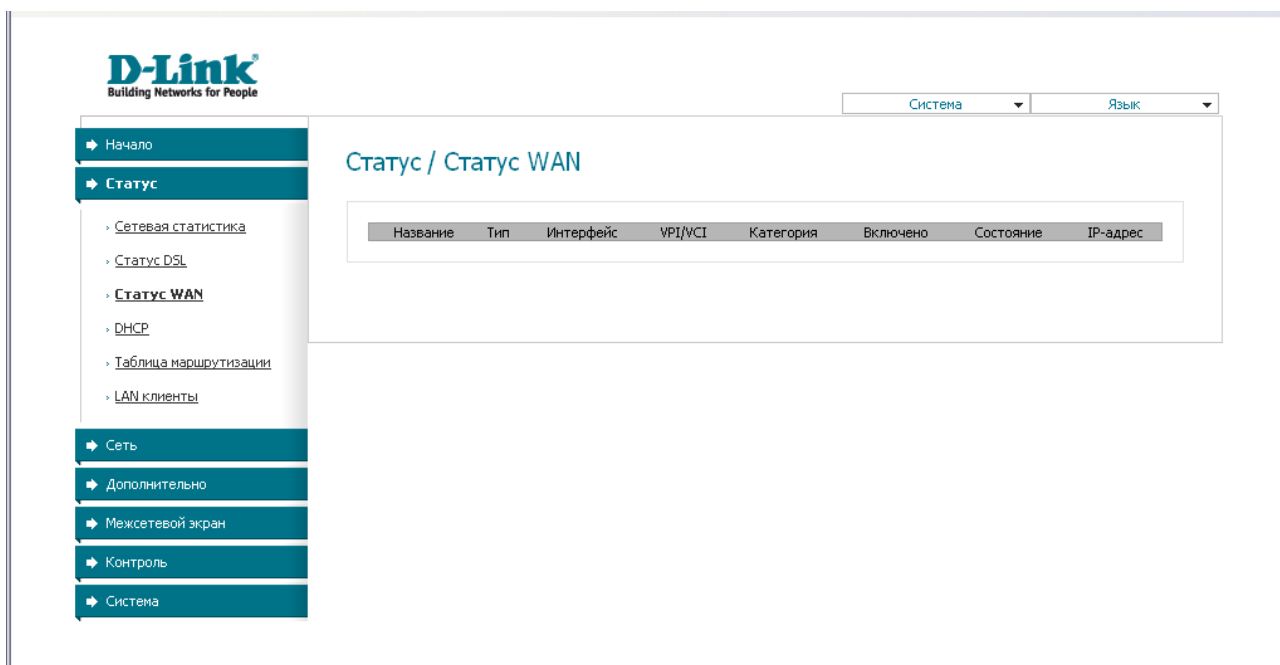 D-Link®
Building Networks for People
Система Язык
Начало
Статус
Сетевая статистика
Статус DSL
Статус WAN
DHCP
Таблица маршрутизации
LAN клиенты
Сеть
Дополнительно
Межсетевой экран
Контроль
Система
Статус / Статус WAN
Название Тип Интерфейс VPI/VCI Категория Включено Состояние IP-адрес